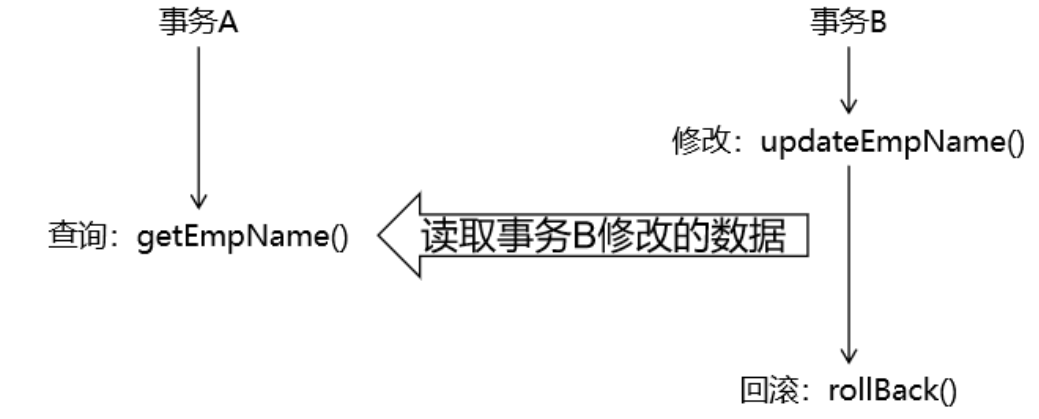 事务A
事务B
修改：updateEmpName()
查询：getEmpName()
读取事务B修改的数据
回滚：rollBack()